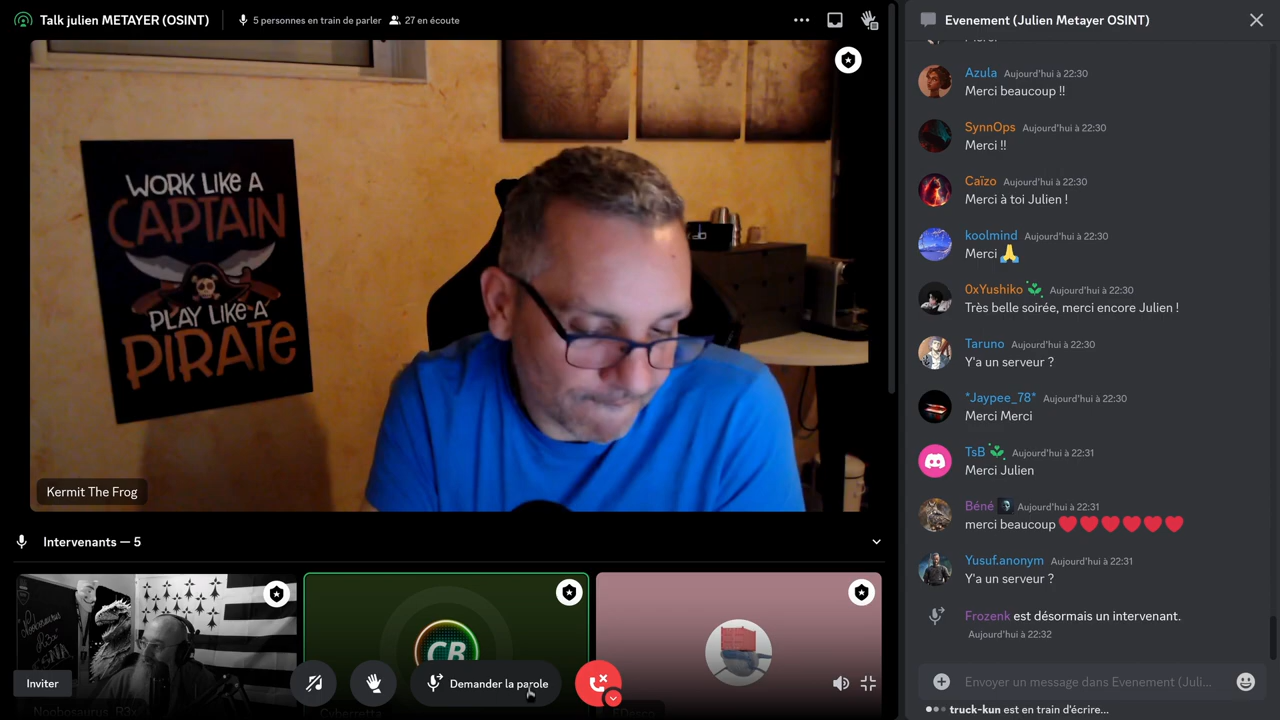 Talk julien METAYER (OSINT)
5 personnes en train de parler
27 en écoute
WORK LIKE A
CAPTAIN
PLAY LIKE A
PIRATE
Kermit The Frog
Intervenants — 5
CB
Inviter
Demander la parole
Evenement (Julien Metayer OSINT)
Azula Aujourd'hui à 22:30
Merci beaucoup !!
SynnOps Aujourd'hui à 22:30
Merci !!
Caïzo Aujourd'hui à 22:30
Merci à toi Julien !
koolmind Aujourd'hui à 22:30
Merci 🙏
0xYushiko Aujourd'hui à 22:30
Très belle soirée, merci encore Julien !
Taruno Aujourd'hui à 22:30
Y'a un serveur ?
*Jaypee_78* Aujourd'hui à 22:30
Merci Merci
TsB Aujourd'hui à 22:31
Merci Julien
Béné Aujourd'hui à 22:31
merci beaucoup ❤️❤️❤️❤️❤️❤️
Yusuf.anonym Aujourd'hui à 22:31
Y'a un serveur ?
Frozenk est désormais un intervenant.
Aujourd'hui à 22:32
Envoyer un message dans Evenement (Juli...
truck-kun est en train d'écrire...